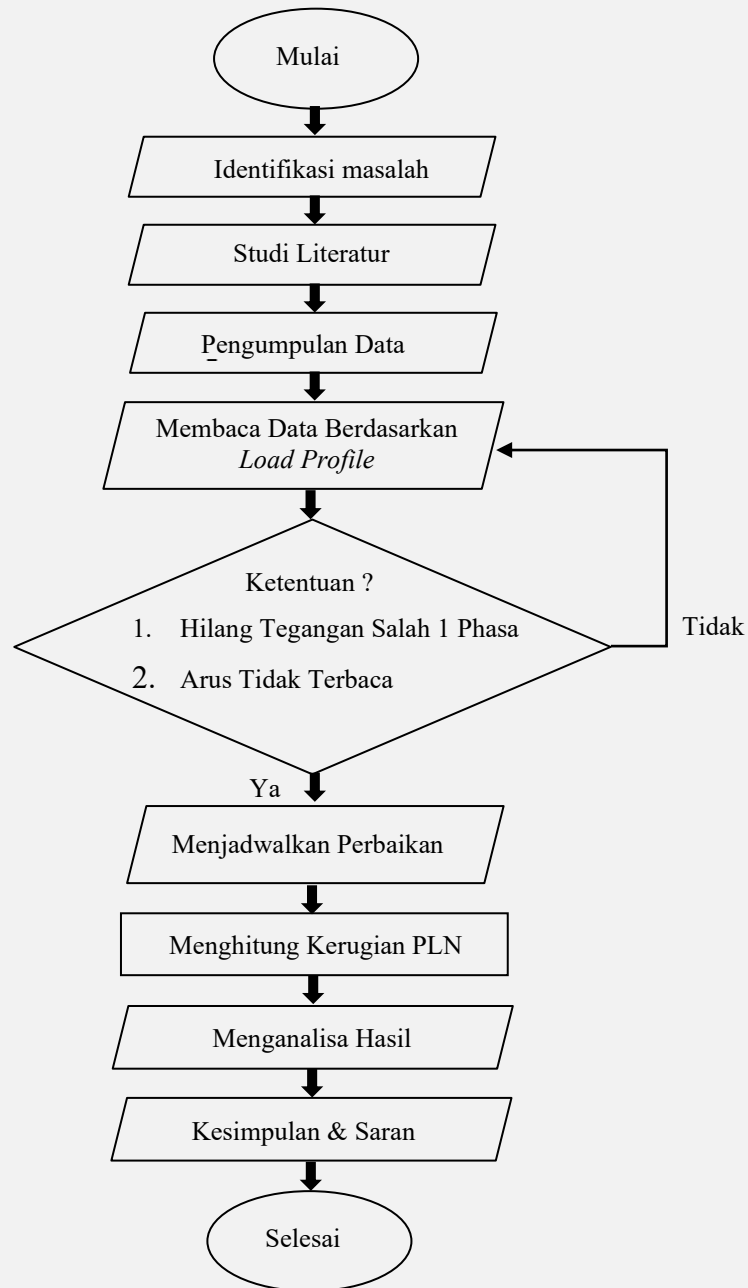 Mulai
Identifikasi masalah
Studi Literatur
Pengumpulan Data
Membaca Data Berdasarkan
Load Profile
Ketentuan ?
1. Hilang Tegangan Salah 1 Phasa
2. Arus Tidak Terbaca
Tidak
Ya
Menjadwalkan Perbaikan
Menghitung Kerugian PLN
Menganalisa Hasil
Kesimpulan & Saran
Selesai